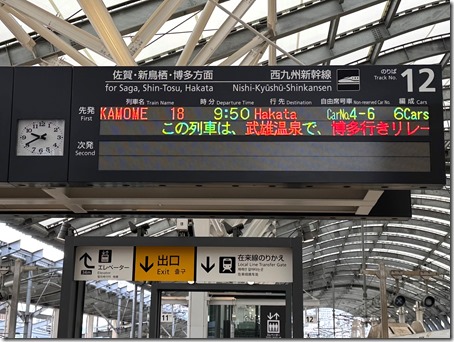 佐賀・新鳥栖・博多方面
for Saga, Shin-Tosu, Hakata
西九州新幹線
Nishi-Kyūshū-Shinkansen
のりば
Track No.
12
列車名 Train Name 時分 Departure Time 行先 Destination 自由席号車 Non-reserved Car No. 編成 Cars
先発
First
KAMOME 18 9:50 Hakata CarNo.4-6 6Cars
この列車は、武雄温泉で、博多行きリレー
次発
Second
エレベーター
Elevator
出口
Exit
在来線のりかえ
Local Line Transfer Gate
11
12